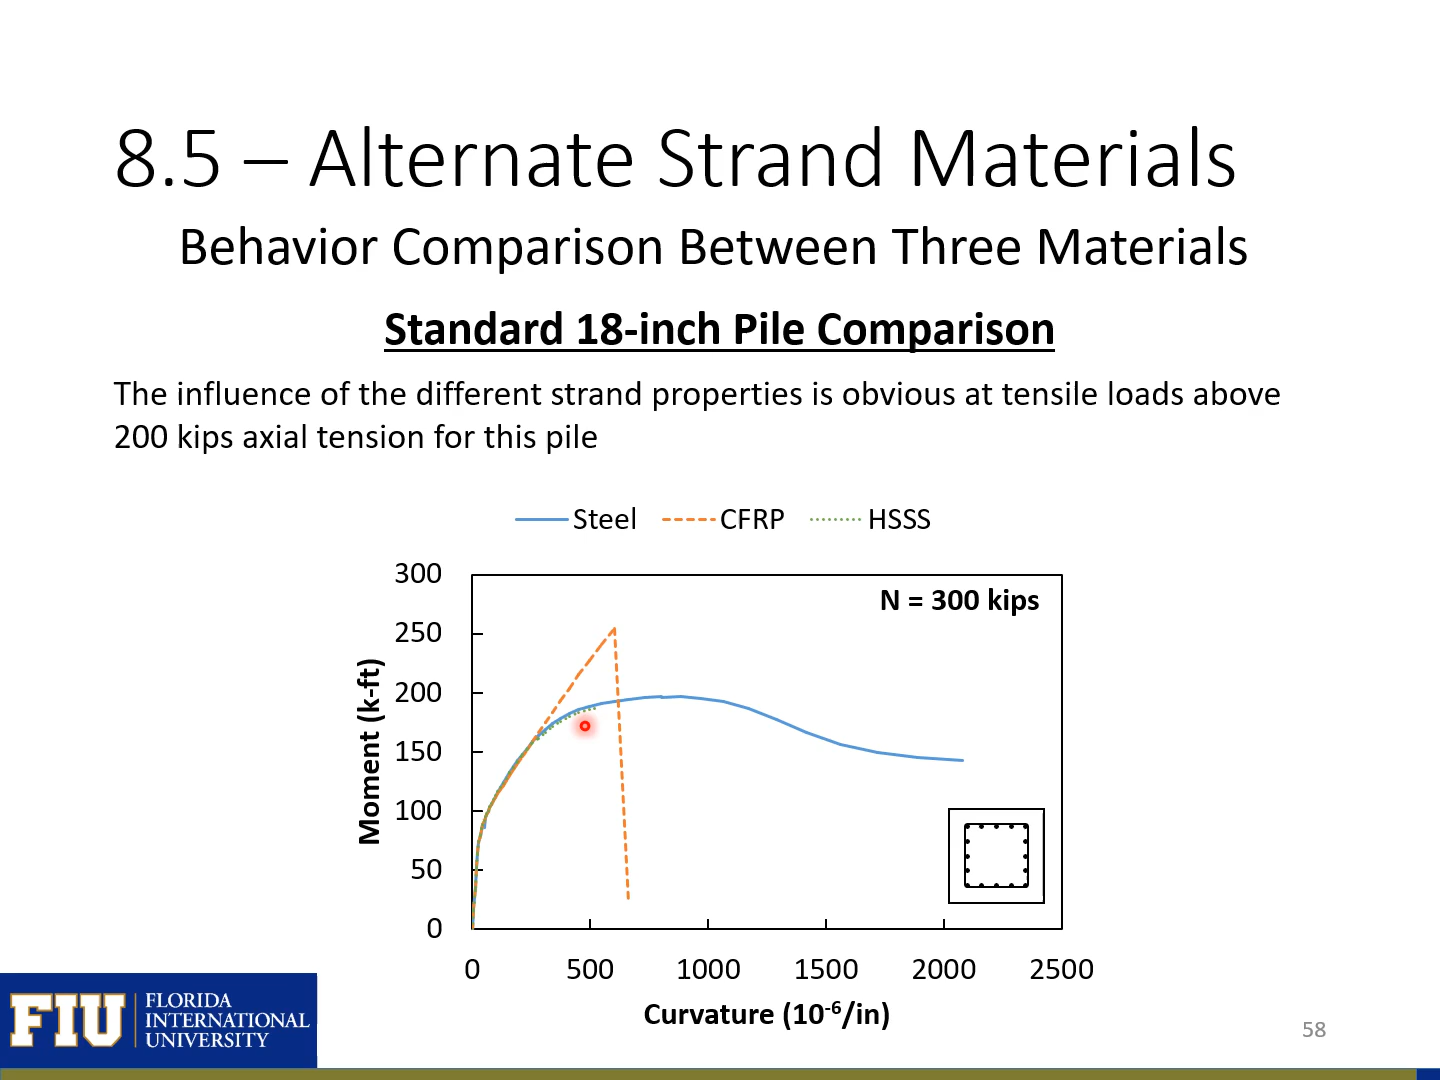 8.5 – Alternate Strand Materials
Behavior Comparison Between Three Materials
Standard 18-inch Pile Comparison
The influence of the different strand properties is obvious at tensile loads above
200 kips axial tension for this pile
Steel CFRP HSSS
N = 300 kips
Moment (k-ft)
300
250
200
150
100
50
0
0 500 1000 1500 2000 2500
Curvature (10-6/in)
FIU FLORIDA
INTERNATIONAL
UNIVERSITY
58